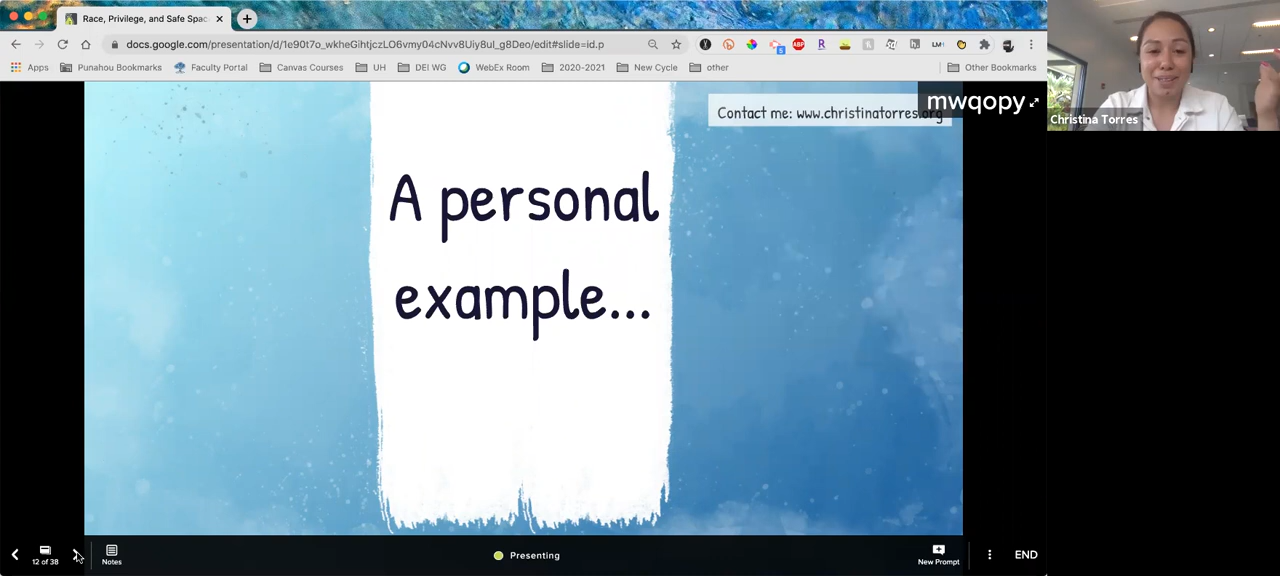 Race, Privilege, and Safe Spac
docs.google.com/presentation/d/1e90t7o_wkheGihtjczLO6vmy04cNvv8Uiy8ul_g8Deo/edit#slide=id.p
Apps Punahou Bookmarks Faculty Portal Canvas Courses UH DEI WG WebEx Room 2020-2021 New Cycle other Other Bookmarks
mwqopy
Contact me: www.christinatorres.org
Christina Torres
A personal
example...
12 of 38
Notes
Presenting
New Prompt
END